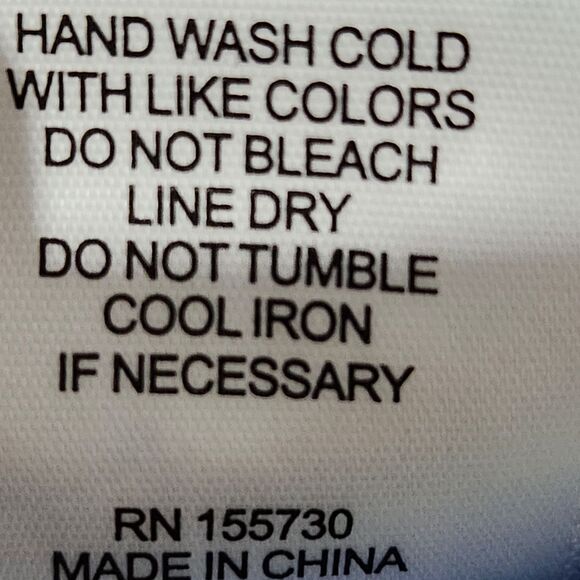 HAND WASH COLD
WITH LIKE COLORS
DO NOT BLEACH
LINE DRY
DO NOT TUMBLE
COOL IRON
IF NECESSARY
RN 155730
MADE IN CHINA